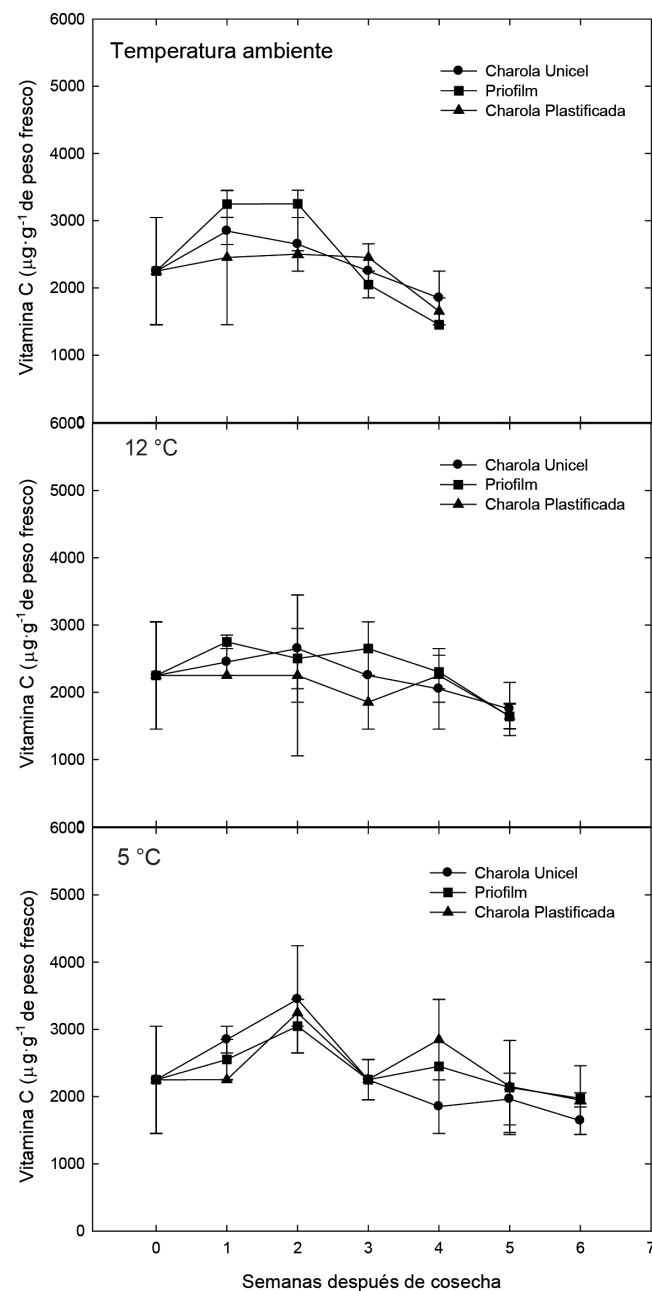 6000
Temperatura ambiente
Charola Unicel
Priofilm
Charola Plastificada
5000
4000
3000
2000
1000
0
Vitamina C (µg·g⁻¹ de peso fresco)
6000
12 °C
Charola Unicel
Priofilm
Charola Plastificada
5000
4000
3000
2000
1000
0
Vitamina C (µg·g⁻¹ de peso fresco)
6000
5 °C
Charola Unicel
Priofilm
Charola Plastificada
5000
4000
3000
2000
1000
0
Vitamina C (µg·g⁻¹ de peso fresco)
0 1 2 3 4 5 6 7
Semanas después de cosecha